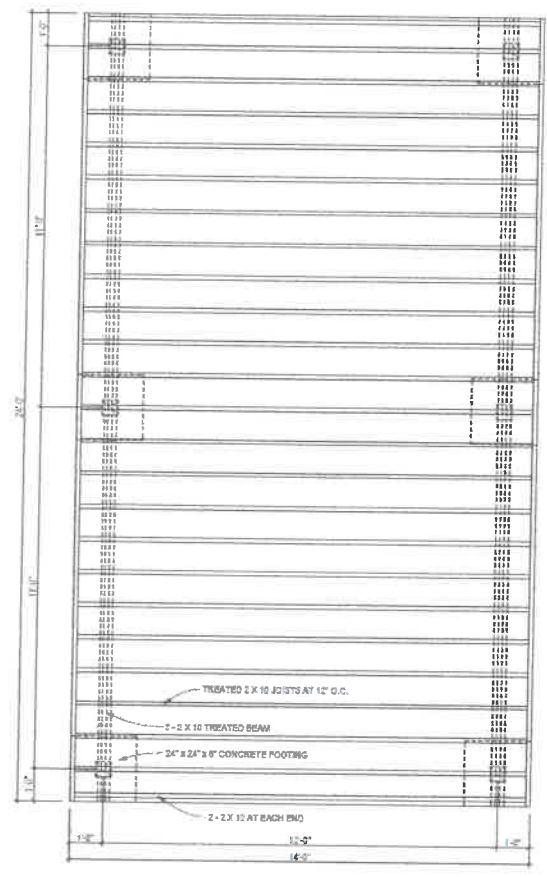 1'-0"
11'-0"
24'-0"
11'-0"
TREATED 2 X 10 JOISTS AT 12" O.C.
2 X 10 TREATED BEAM
24" x 24" x 8" CONCRETE FOOTING
1'-0"
2 - 2 X 10 AT EACH END
1'-0"
12'-0"
1'-0"
14'-0"